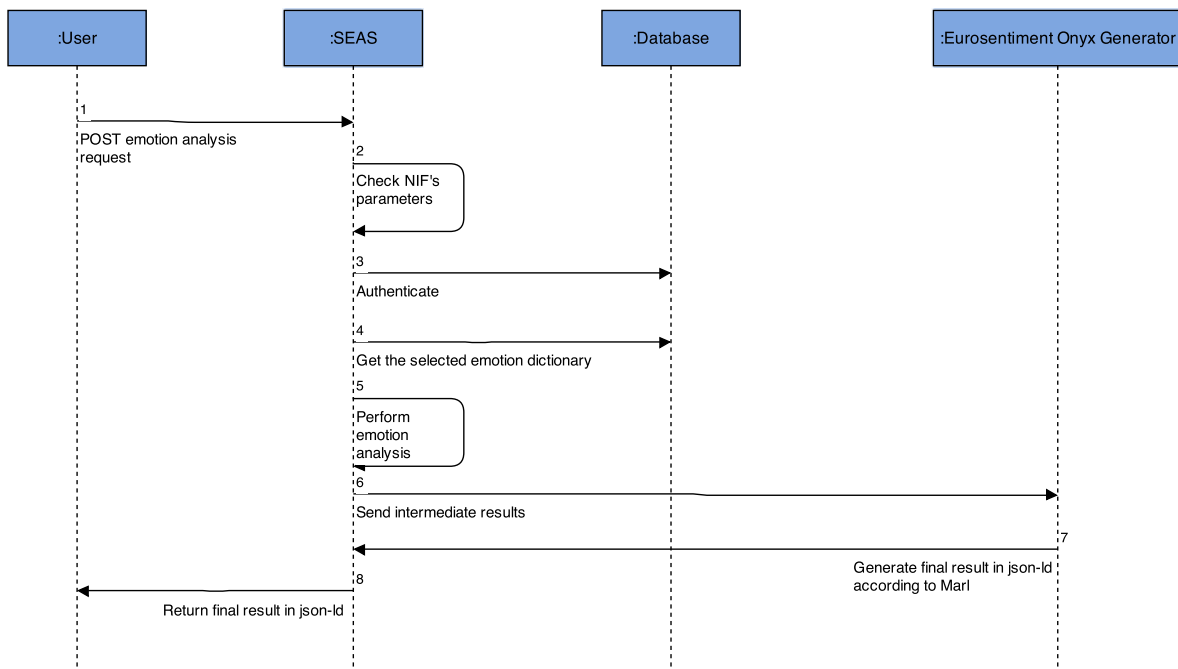 :User
:SEAS
:Database
:Eurosentiment Onyx Generator
1
POST emotion analysis
request
2
Check NIF's
parameters
3
Authenticate
4
Get the selected emotion dictionary
5
Perform
emotion
analysis
6
Send intermediate results
7
Generate final result in json-ld
according to Marl
8
Return final result in json-ld